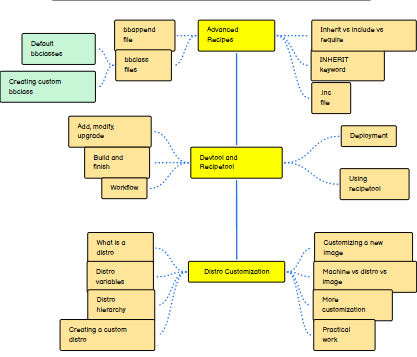 bbappend
file
Advanced
Recipes
Inherit vs include vs
require
Default
bbclasses
bbclass
files
INHERIT
keyword
Creating custom
bbclass
.inc
file
Add, modify,
upgrade
Deployment
Build and
finish
Devtool and
Recipetool
Workflow
Using
recipetool
What is a
distro
Customizing a new
image
Distro
variables
Distro Customization
Machine vs distro vs
image
Distro
hierarchy
More
customization
Creating a custom
distro
Practical
work